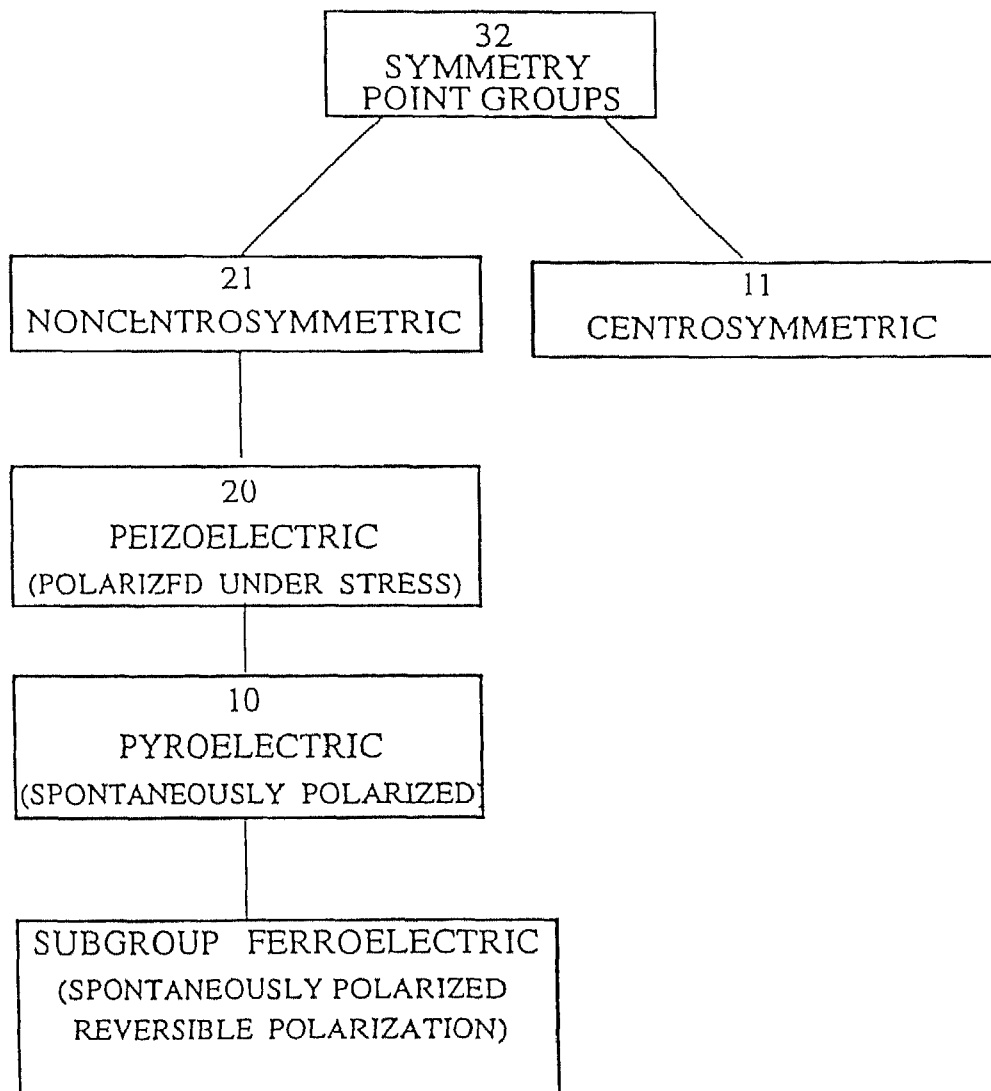 32
SYMMETRY
POINT GROUPS
21
NONCENTROSYMMETRIC
11
CENTROSYMMETRIC
20
PEIZOELECTRIC
(POLARIZFD UNDER STRESS)
10
PYROELECTRIC
(SPONTANEOUSLY POLARIZED)
SUBGROUP FERROELECTRIC
(SPONTANEOUSLY POLARIZED
REVERSIBLE POLARIZATION)